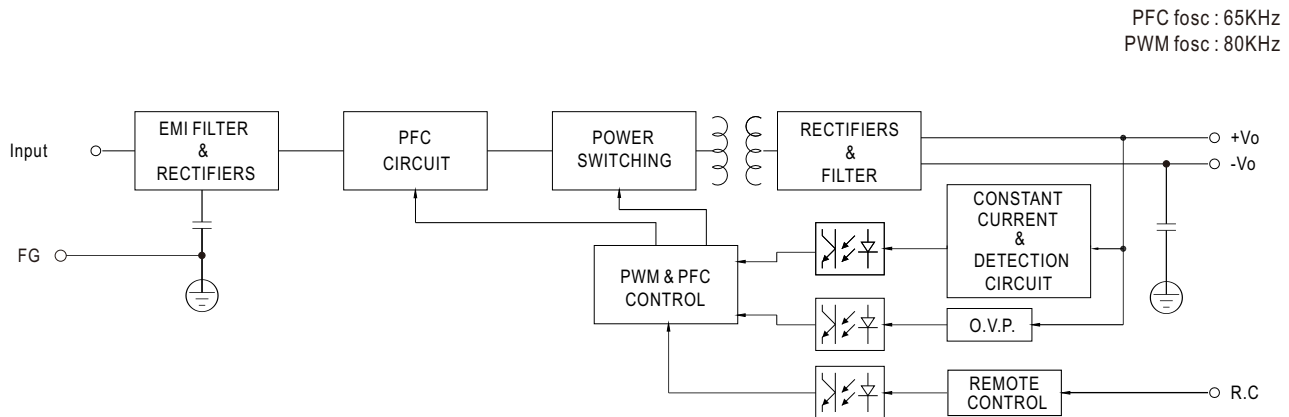 PFC fosc : 65KHz
PWM fosc : 80KHz
Input
EMI FILTER
&
RECTIFIERS
PFC
CIRCUIT
POWER
SWITCHING
RECTIFIERS
&
FILTER
+Vo
-Vo
FG
PWM & PFC
CONTROL
CONSTANT
CURRENT
&
DETECTION
CIRCUIT
O.V.P.
REMOTE
CONTROL
R.C